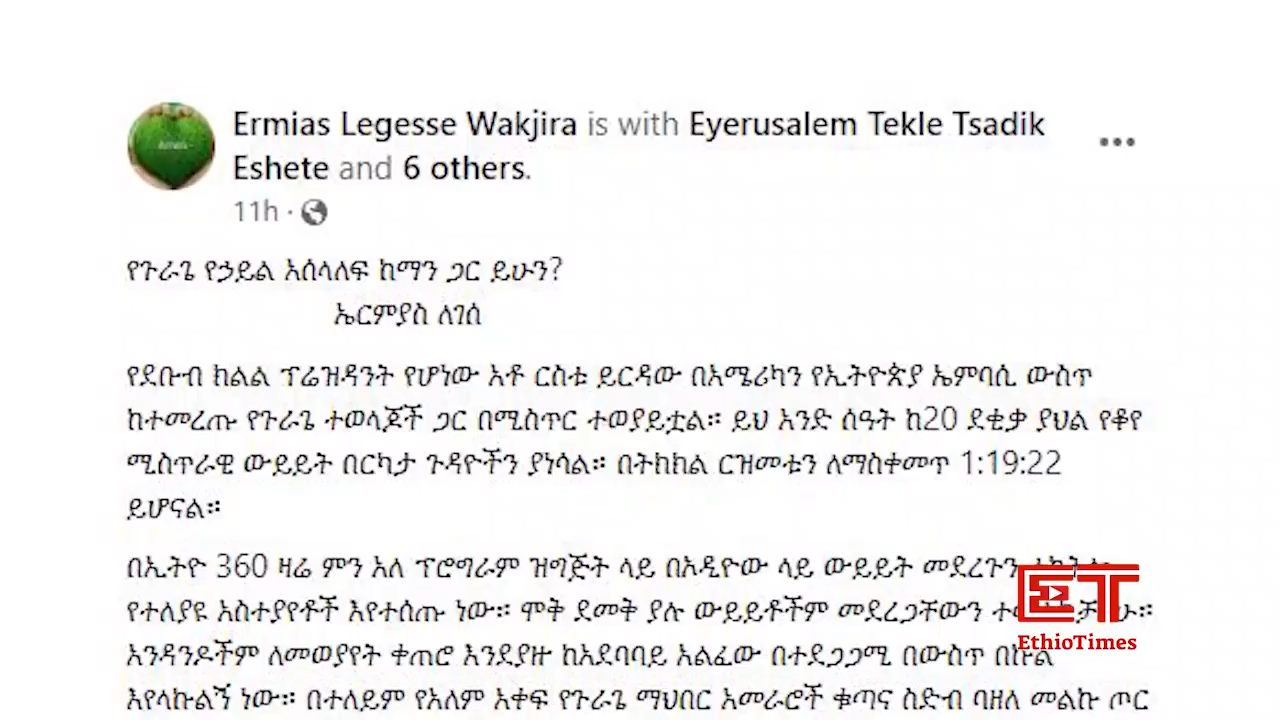 Ermias Legesse Wakjira is with Eyerusalem Tekle Tsadik
Eshete and 6 others.
11h ·
የጉራጌ የኃይል አሰላለፍ ከማን ጋር ይሁን?
ኤርምያስ ለገሰ
የደቡብ ክልል ፕሬዝዳንት የሆነው አቶ ርስቱ ይርዳው በአሜሪካን የኢትዮጵያ ኤምባሲ ውስጥ
ከተመረጡ የጉራጌ ተወላጆች ጋር በሚስጥር ተወያይቷል። ይህ አንድ ሰዓት ከ20 ደቂቃ ያህል የቆየ
ሚስጥራዊ ውይይት በርካታ ጉዳዮችን ያነሳል። በትክክል ርዝመቱን ለማስቀመጥ 1:19:22
ይሆናል።
በኢትዮ 360 ዛሬ ምን አለ ፕሮግራም ዝግጅት ላይ በአዲዮው ላይ ውይይት መደረጉን
የተለያዩ አስተያየቶች እየተሰጡ ነው። ሞቅ ደመቅ ያሉ ውይይቶችም መደረጋቸውን
አንዳንዶችም ለመወያየት ቀጠሮ እንደያዙ ከአደባባይ አልፈው በተደጋጋሚ በውስጥ በኩል
እየላኩልኝ ነው። በተለይም የአለም አቀፍ የጉራጌ ማህበር አመራሮች ቁጣና ስድብ ባዘለ መልኩ ጦር
ET
EthioTimes